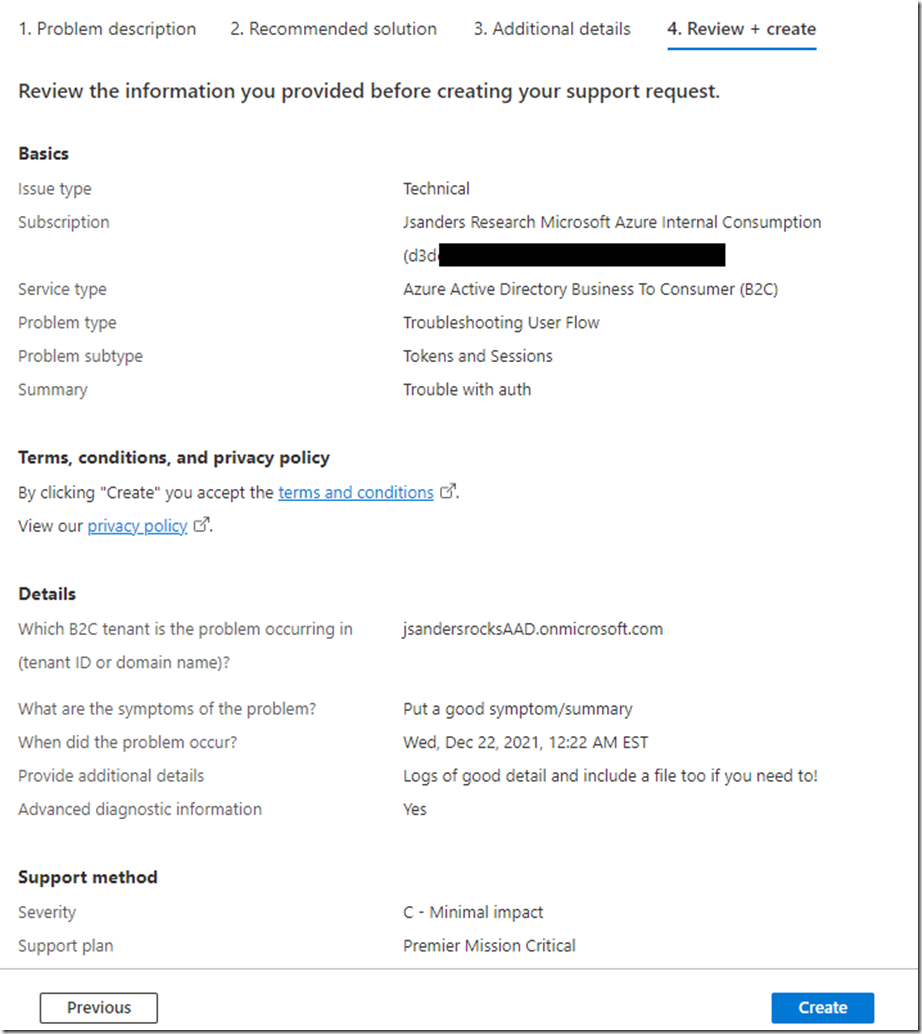 1. Problem description 2. Recommended solution 3. Additional details 4. Review + create
Review the information you provided before creating your support request.
Basics
Issue type Technical
Subscription Jsanders Research Microsoft Azure Internal Consumption
(d3d
Service type Azure Active Directory Business To Consumer (B2C)
Problem type Troubleshooting User Flow
Problem subtype Tokens and Sessions
Summary Trouble with auth
Terms, conditions, and privacy policy
By clicking "Create" you accept the terms and conditions.
View our privacy policy.
Details
Which B2C tenant is the problem occurring in jsandersrocksAAD.onmicrosoft.com
(tenant ID or domain name)?
What are the symptoms of the problem? Put a good symptom/summary
When did the problem occur? Wed, Dec 22, 2021, 12:22 AM EST
Provide additional details Logs of good detail and include a file too if you need to!
Advanced diagnostic information Yes
Support method
Severity C - Minimal impact
Support plan Premier Mission Critical
Previous Create